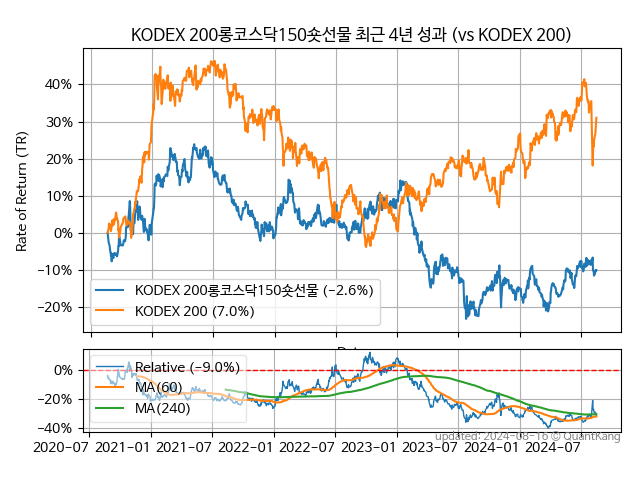 KODEX 200롱코스닥150숏선물 최근 4년 성과 (vs KODEX 200)
Rate of Return (TR)
40%
30%
20%
10%
0%
−10%
−20%
KODEX 200롱코스닥150숏선물 (−2.6%)
KODEX 200 (7.0%)
0%
−20%
−40%
Relative (−9.0%)
MA(60)
MA(240)
2020-07 2021-01 2021-07 2022-01 2022-07 2023-01 2023-07 2024-01 2024-07
updated: 2024-08-16 © QuantKang